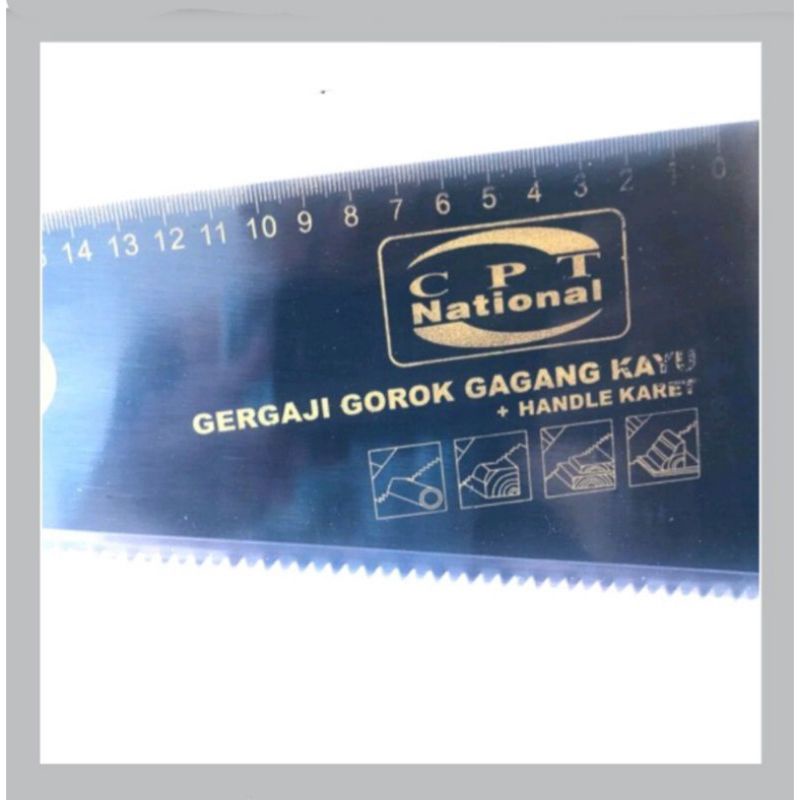 14 13 12 11 10 9 8 7 6 5 4 3 2 1 0
CPT
National
GERGAJI GOROK GAGANG KAYU
+ HANDLE KARET